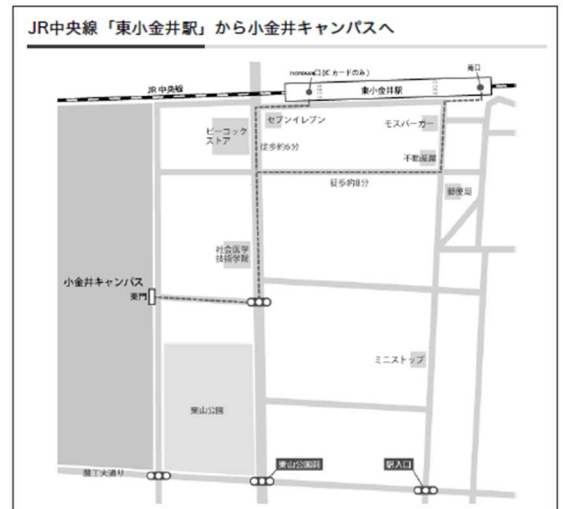 JR中央線「東小金井駅」から小金井キャンパスへ
nonowa口(ICカードのみ)
南口
JR 中央線
東小金井駅
セブンイレブン
モスバーガー
ピーコック
ストア
徒歩約6分
不動産屋
徒歩約8分
郵便局
社会医学
技術学院
小金井キャンパス
東門
ミニストップ
栗山公園
農工大通り
栗山公園前
駅入口